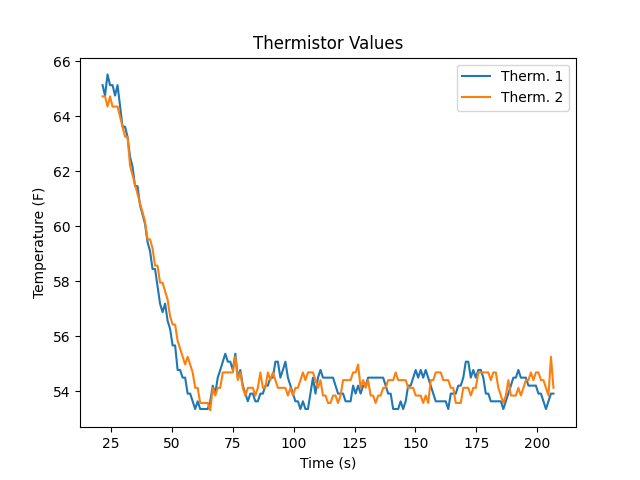 Thermistor Values
Therm. 1
Therm. 2
Temperature (F)
66
64
62
60
58
56
54
25 50 75 100 125 150 175 200
Time (s)